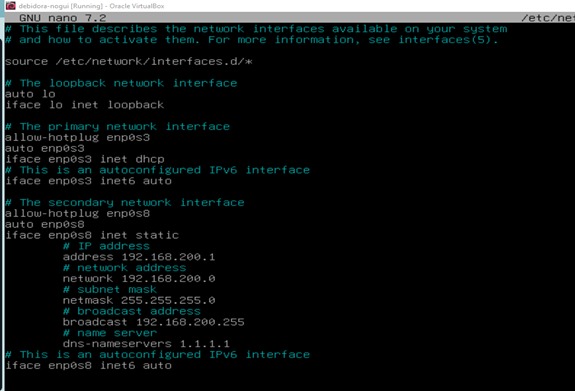 debidora-nogui [Running] - Oracle VirtualBox
GNU nano 7.2 /etc/net
# This file describes the network interfaces available on your system
# and how to activate them. For more information, see interfaces(5).
source /etc/network/interfaces.d/*
# The loopback network interface
auto lo
iface lo inet loopback
# The primary network interface
allow-hotplug enp0s3
auto enp0s3
iface enp0s3 inet dhcp
# This is an autoconfigured IPv6 interface
iface enp0s3 inet6 auto
# The secondary network interface
allow-hotplug enp0s8
auto enp0s8
iface enp0s8 inet static
# IP address
address 192.168.200.1
# network address
network 192.168.200.0
# subnet mask
netmask 255.255.255.0
# broadcast address
broadcast 192.168.200.255
# name server
dns-nameservers 1.1.1.1
# This is an autoconfigured IPv6 interface
iface enp0s8 inet6 auto